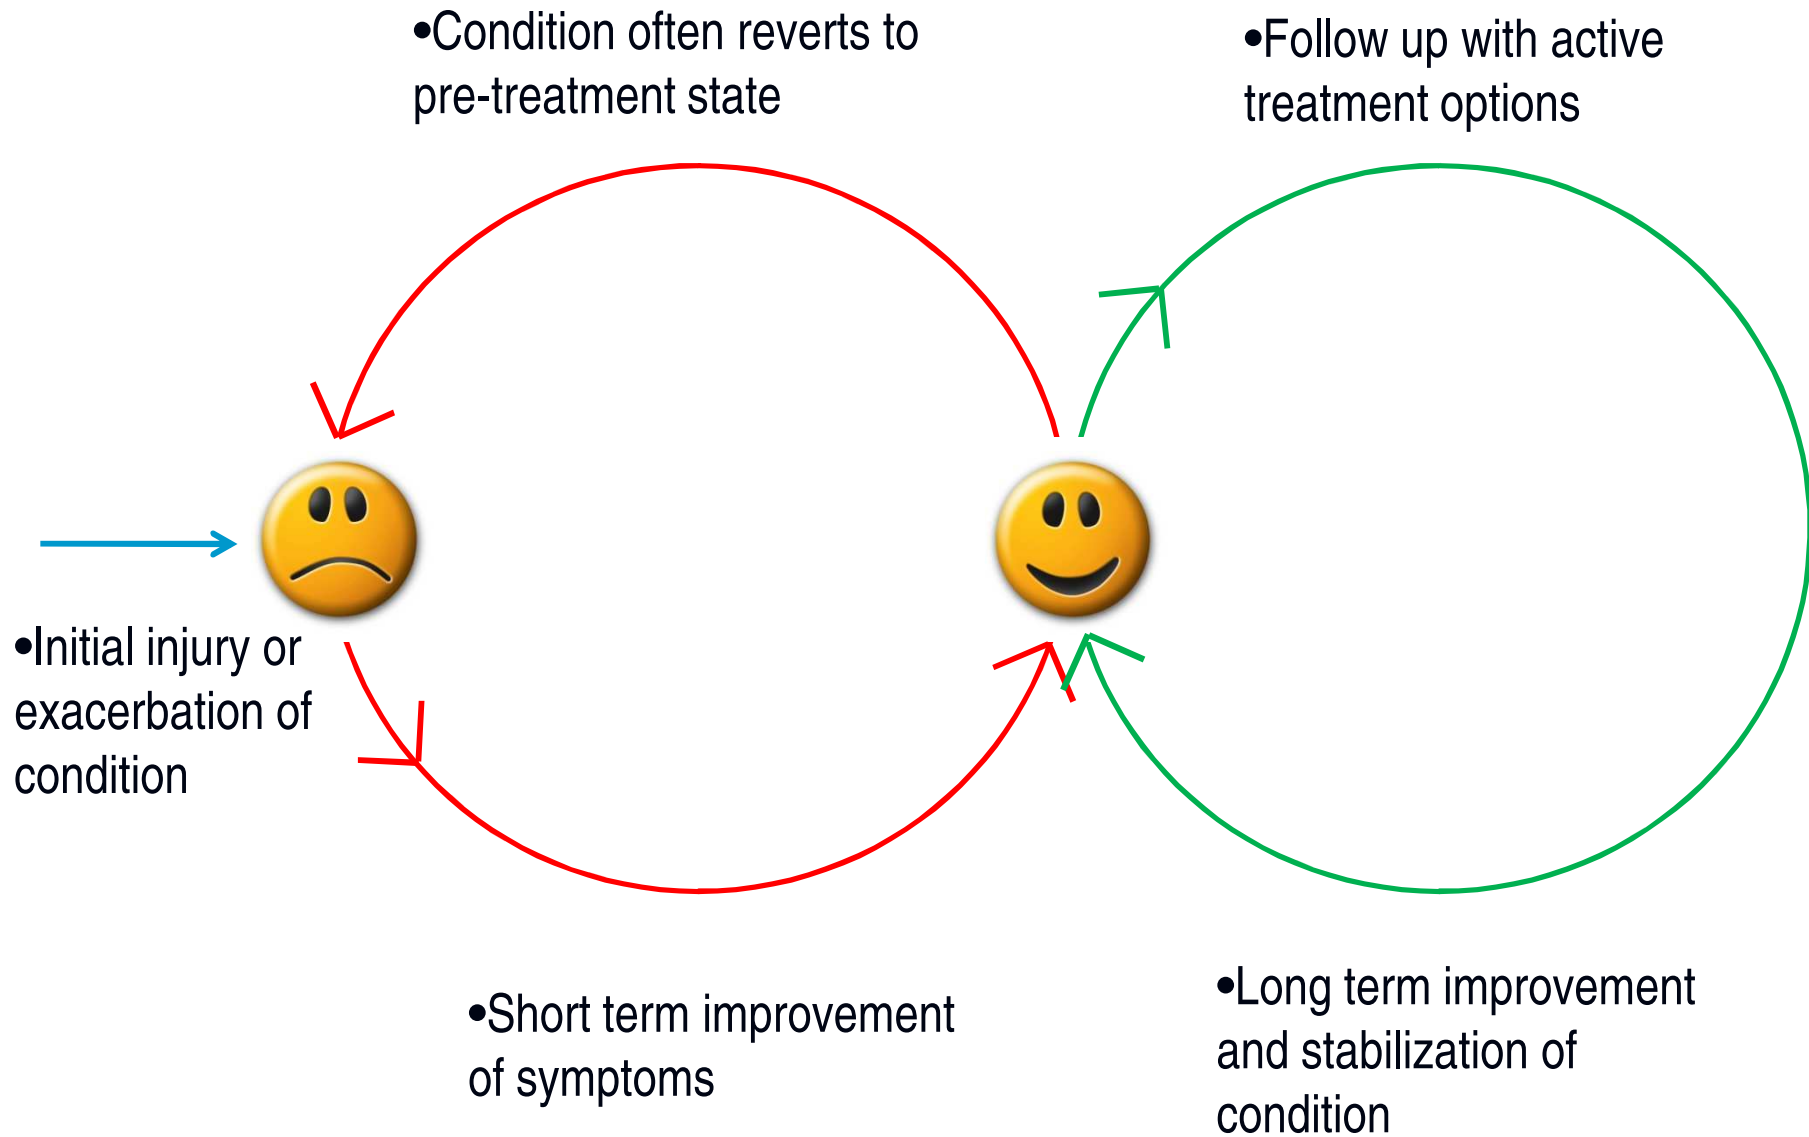 •Condition often reverts to
pre-treatment state
•Follow up with active
treatment options
•Initial injury or
exacerbation of
condition
•Short term improvement
of symptoms
•Long term improvement
and stabilization of
condition